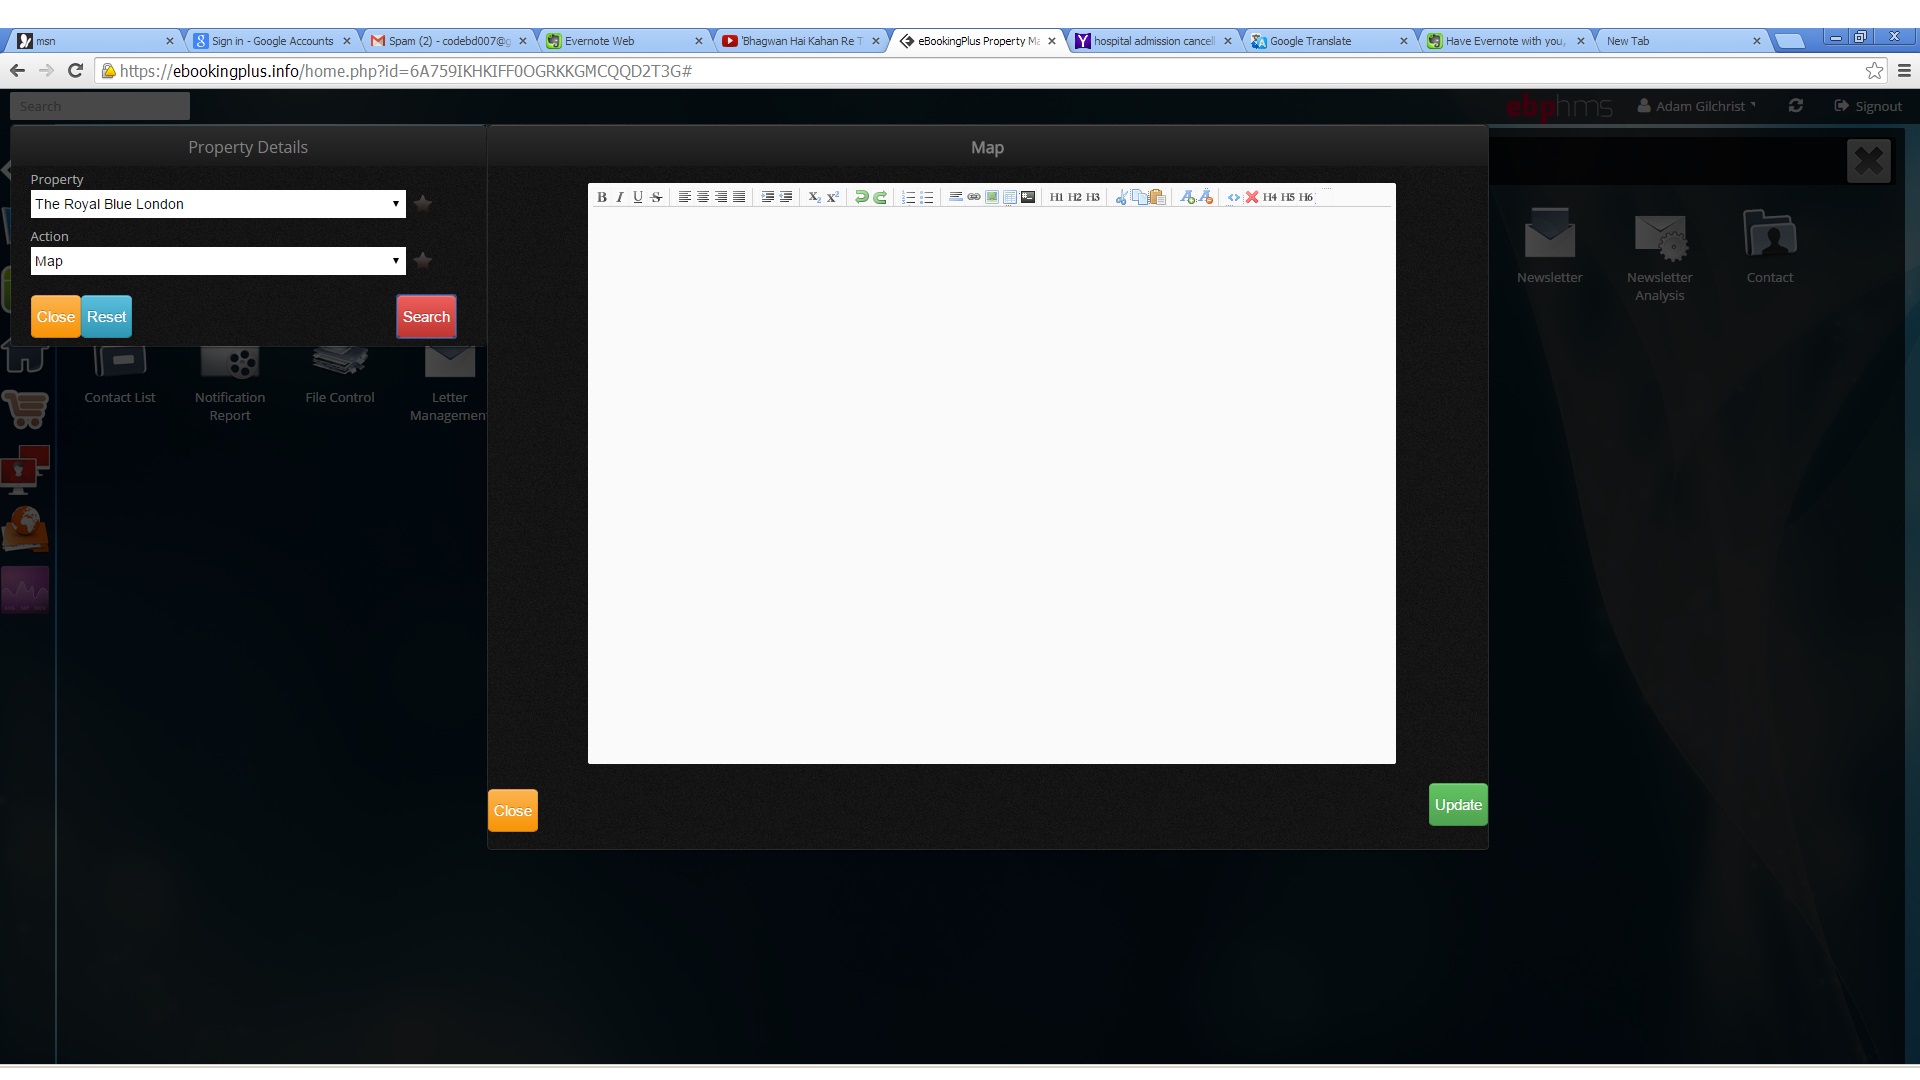 msn
Sign in - Google Accounts
Spam (2) - codebd007@g
Evernote Web
'Bhagwan Hai Kahan Re T
eBookingPlus Property Ma
hospital admission cancell
Google Translate
Have Evernote with you,
New Tab
https://ebookingplus.info/home.php?id=6A759IKHKIFF0OGRKKGMCQQD2T3G#
Search
ebphms
Adam Gilchrist
Signout
Property Details
Map
Property
The Royal Blue London
Action
Map
Close
Reset
Search
B I U S X2 X2 H1 H2 H3 H4 H5 H6
Newsletter
Newsletter
Analysis
Contact
Contact List
Notification
Report
File Control
Letter
Management
Close
Update